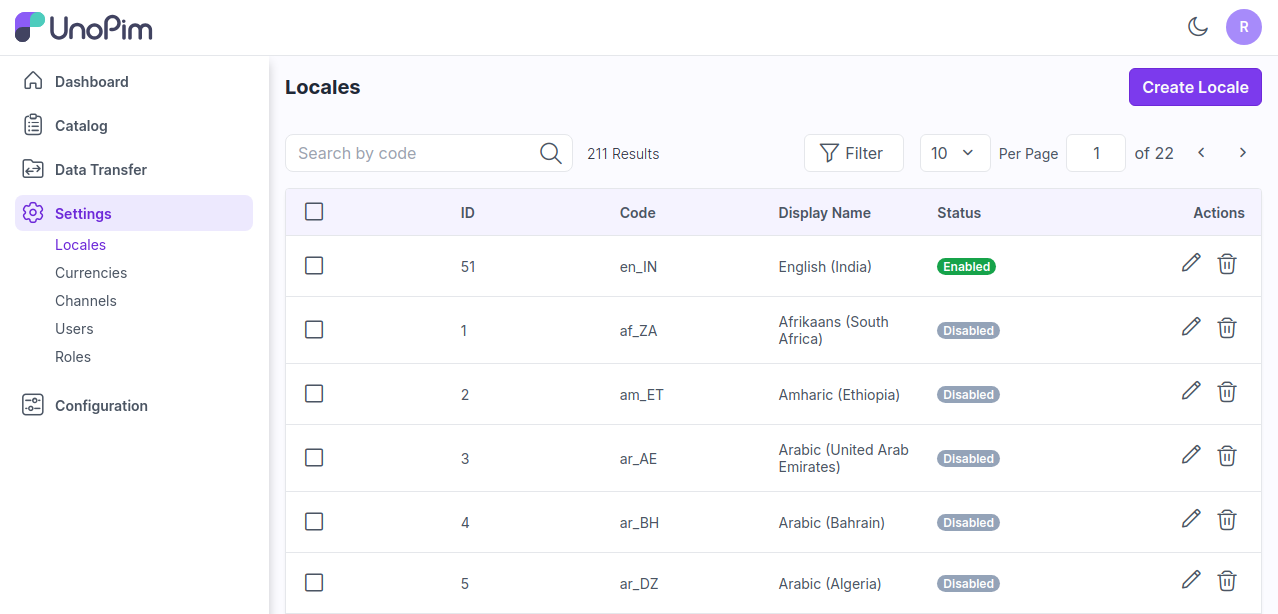 UnoPim
R
Dashboard
Catalog
Data Transfer
Settings
Locales
Currencies
Channels
Users
Roles
Configuration
Locales
Create Locale
Search by code
211 Results
Filter
10
Per Page
1
of 22
ID Code Display Name Status Actions
51 en_IN English (India) Enabled
1 af_ZA Afrikaans (South
Africa) Disabled
2 am_ET Amharic (Ethiopia) Disabled
3 ar_AE Arabic (United Arab
Emirates) Disabled
4 ar_BH Arabic (Bahrain) Disabled
5 ar_DZ Arabic (Algeria) Disabled